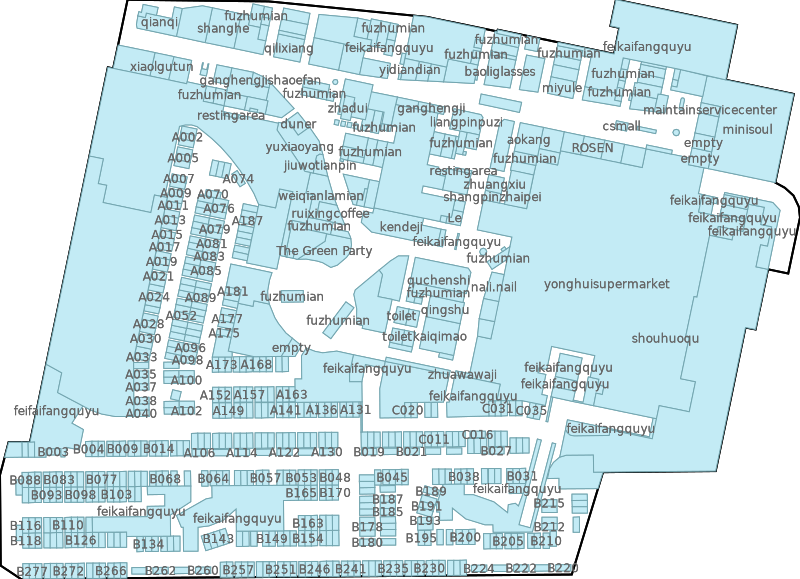 qianqi
fuzhumian
shanghe
fuzhumian
qilixiang
feikaifangquyu
fuzhumian
fuzhumian
fuzhumian
feikaifangquyu
xiaolgutun
yidiandian
baoliglasses
fuzhumian
ganghengjishaoefan
fuzhumian
fuzhumian
miyule
fuzhumian
restingarea
zhadui
ganghengji
liangpinpuzi
maintainservicecenter
duner
fuzhumian
csmall
minisoul
A002
yuxiaoyang
fuzhumian
fuzhumian
aokang
ROSEN
empty
A005
jiuwotianpin
fuzhumian
empty
A007
A074
restingarea
zhuangxiu
A009
A070
weiqianlamian
shangpinzhaipei
feikaifangquyu
A011
A076
ruixingcoffee
Le
feikaifangquyu
A013
A187
fuzhumian
kendeji
feikaifangquyu
A015
A079
feikaifangquyu
A017
A081
The Green Party
fuzhumian
A019
A083
A021
A085
quchenshi
nali.nail
yonghuisupermarket
A024
A089
A181
fuzhumian
fuzhumian
qingshu
A052
A177
fuzhumian
toilet
A028
A175
toilet
kaiqimao
shouhuoqu
A030
A096
empty
A033
A098
A173
A168
feikaifangquyu
zhuawawaji
feikaifangquyu
A035
A100
feikaifangquyu
A037
A152
A157
A163
feikaifangquyu
A038
feifaifangquyu
A040
A102
A149
A141
A136
A131
C020
C031
C035
feikaifangquyu
C011
C016
B003
B004
B009
B014
A106
A114
A122
A130
B019
B021
B027
B088
B083
B077
B068
B064
B057
B053
B048
B045
B038
B031
B093
B098
B103
B165
B170
B187
B189
feikaifangquyu
feikaifangquyu
B185
B191
B215
B116
B110
feikaifangquyu
B163
B178
B193
B212
B118
B126
B134
B143
B149
B154
B180
B195
B200
B205
B210
B277
B272
B266
B262
B260
B257
B251
B246
B241
B235
B230
B224
B222
B220